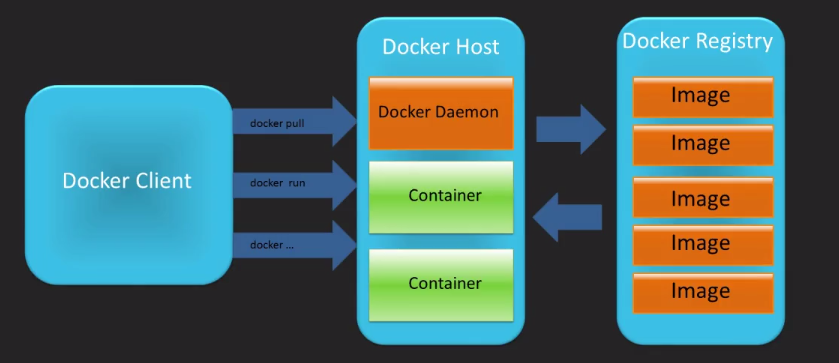 Docker Client
docker pull
docker run
docker ...
Docker Host
Docker Daemon
Container
Container
Docker Registry
Image
Image
Image
Image
Image